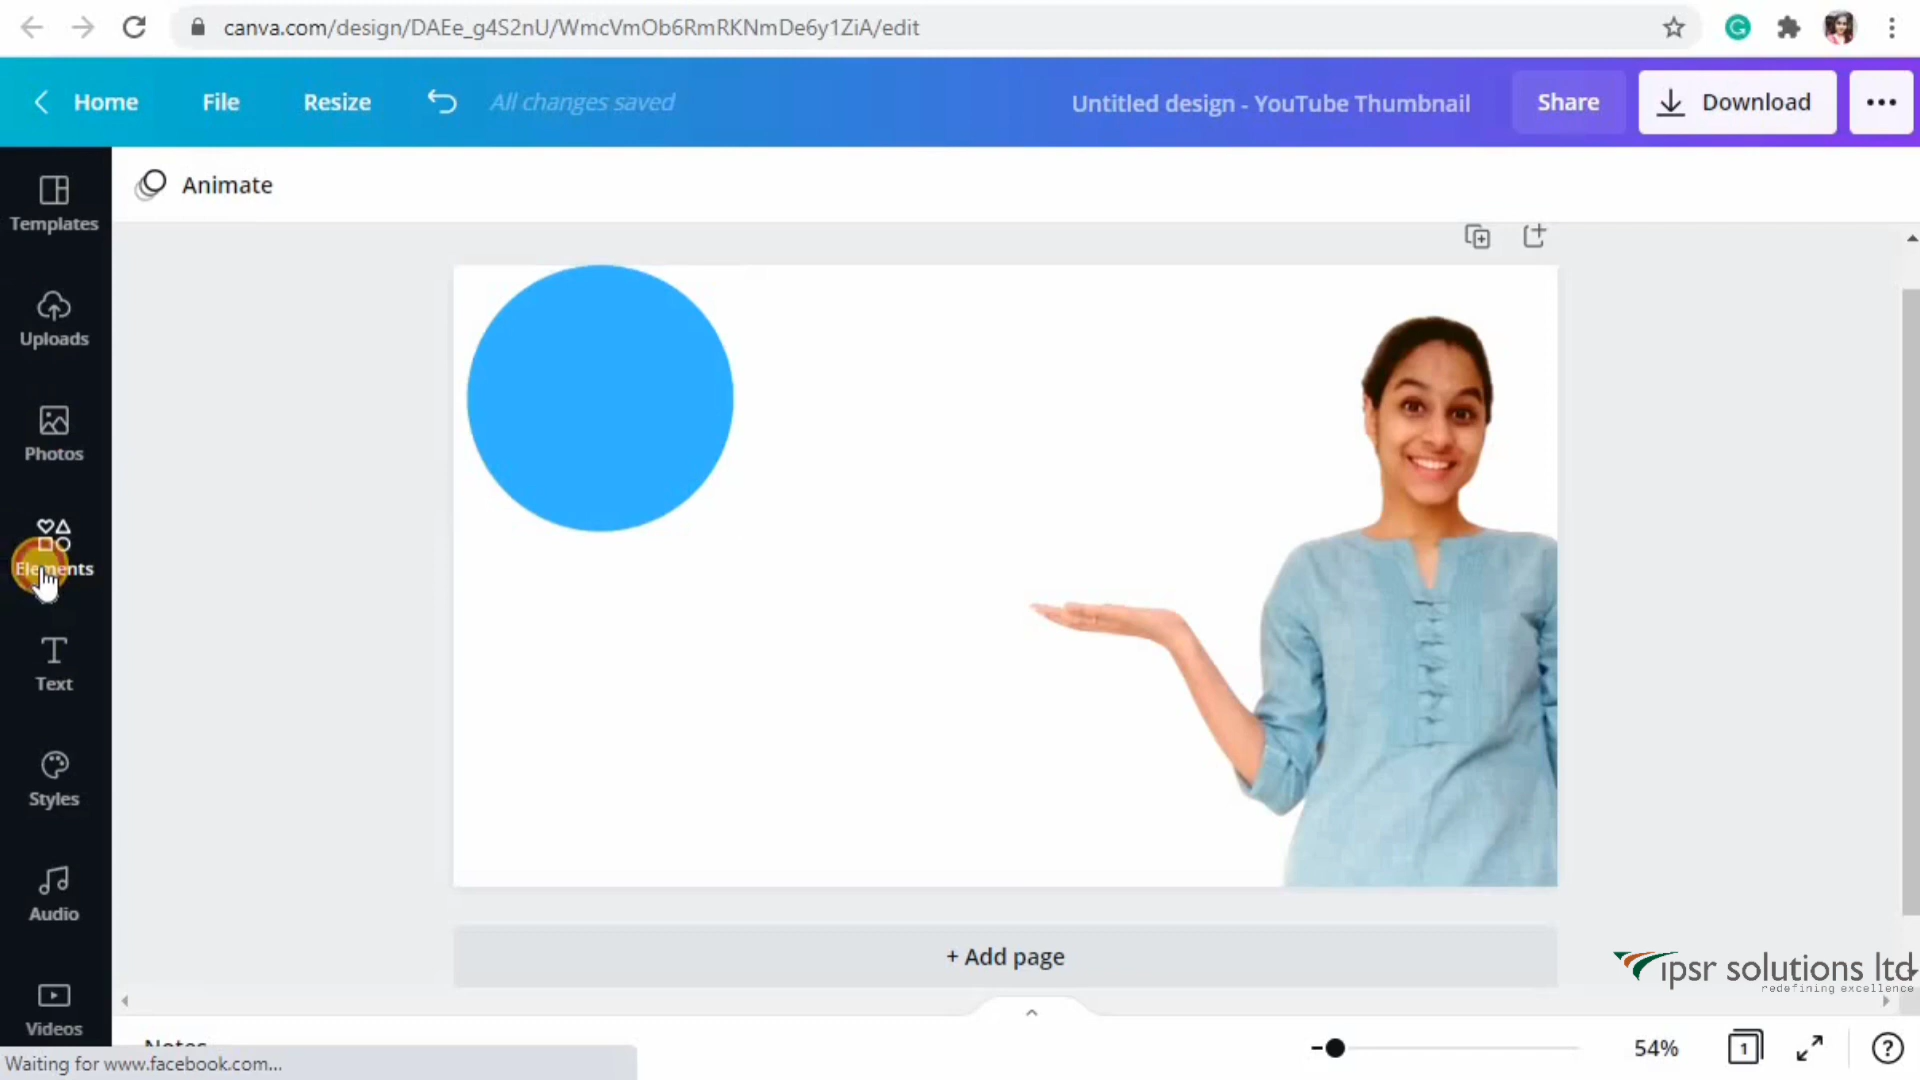 canva.com/design/DAEe_g4S2nU/WmcVmOb6RmRKNmDe6y1ZiA/edit
Home
File
Resize
All changes saved
Untitled design - YouTube Thumbnail
Share
Download
Templates
Animate
Uploads
Photos
Elements
Text
Styles
Audio
Videos
+ Add page
ipsr solutions ltd
redefining excellence
Notes
54%
1
?
Waiting for www.facebook.com...